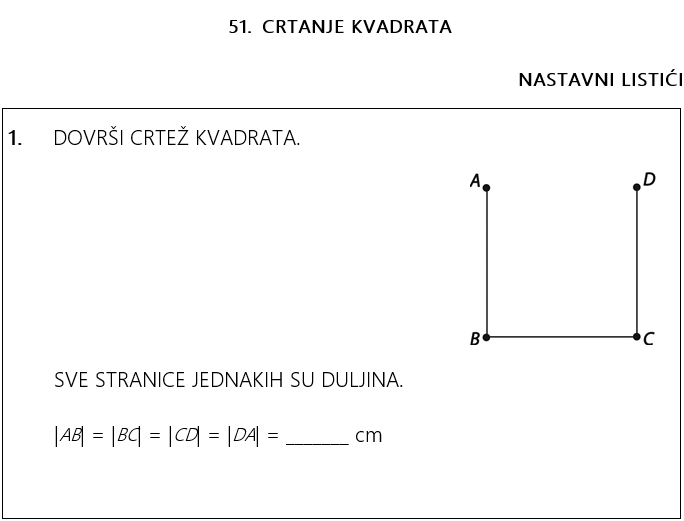 51. CRTANJE KVADRATA
NASTAVNI LISTIĆI
1. DOVRŠI CRTEŽ KVADRATA.
A D
B C
SVE STRANICE JEDNAKIH SU DULJINA.
|AB| = |BC| = |CD| = |DA| = _______ cm